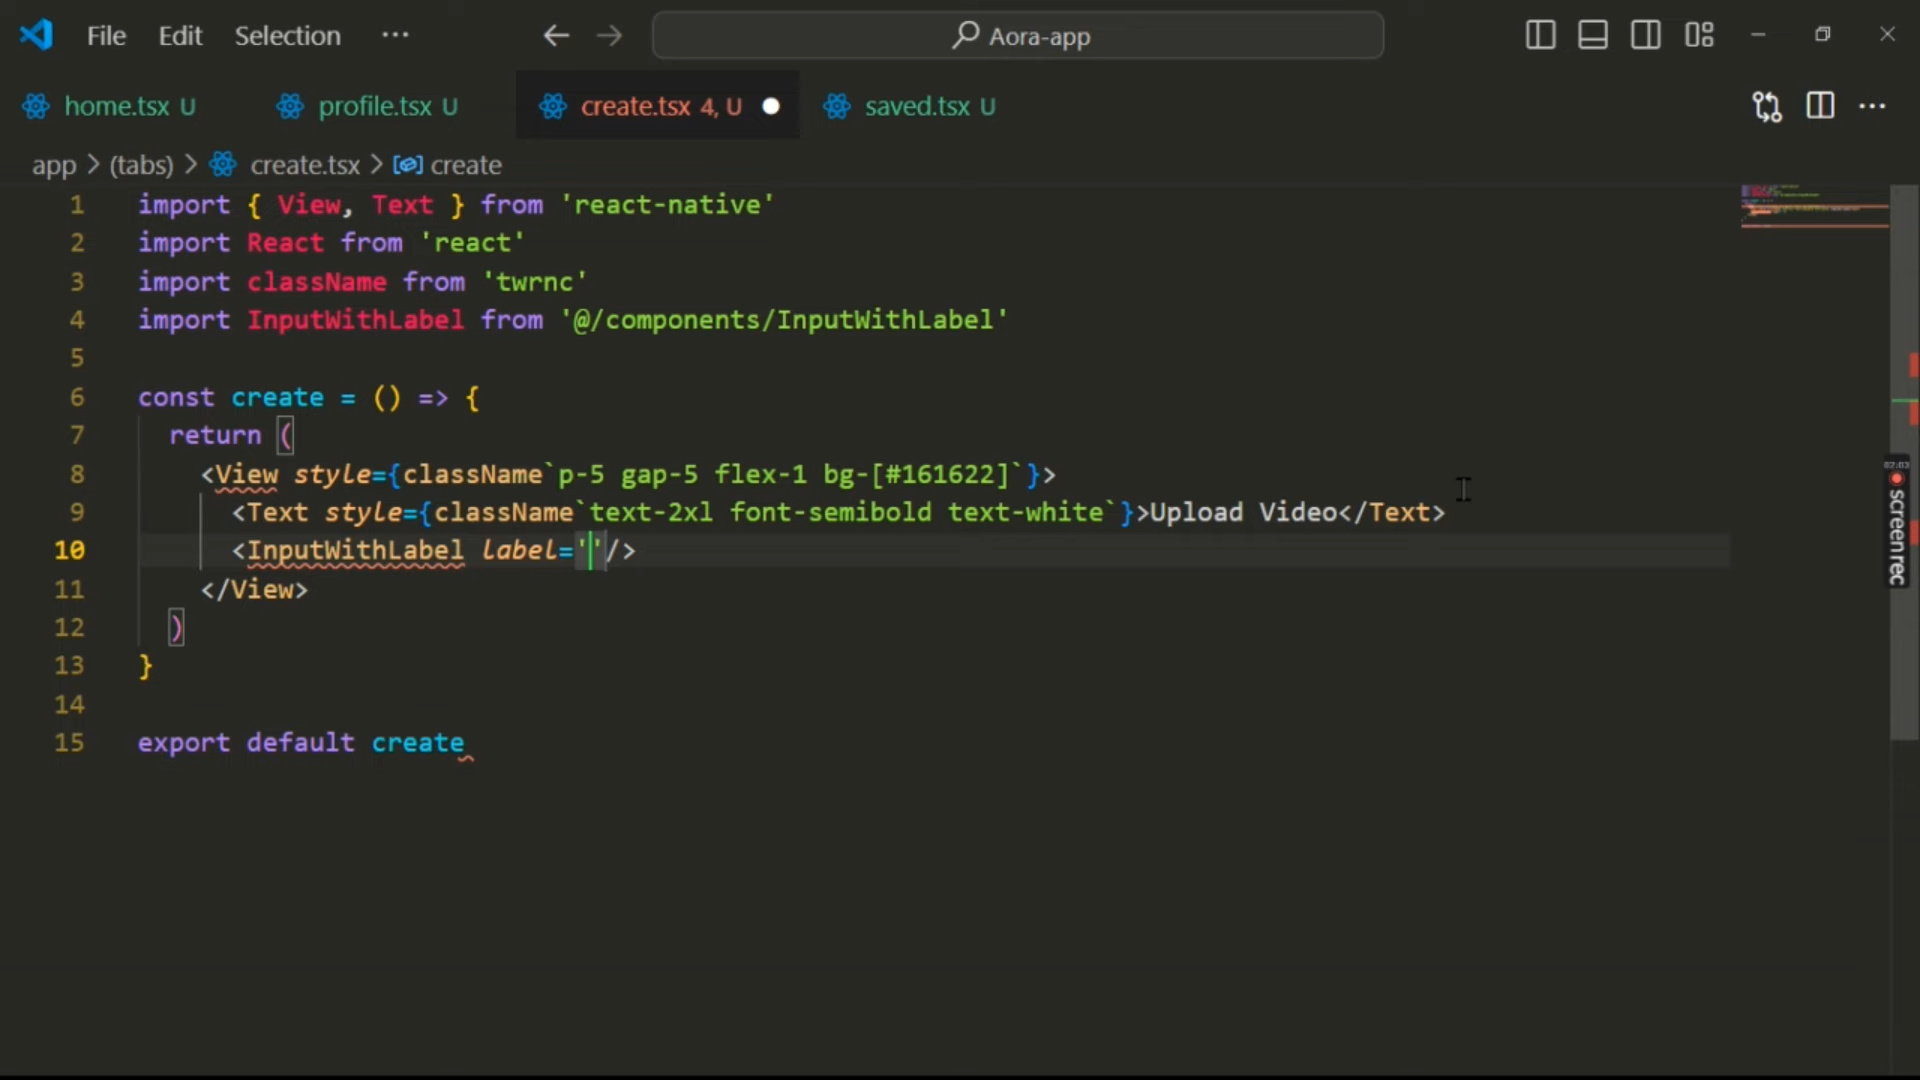 File Edit Selection ··· Aora-app
home.tsx U profile.tsx U create.tsx 4, U saved.tsx U ···
app > (tabs) > create.tsx > create
1 import { View, Text } from 'react-native'
2 import React from 'react'
3 import className from 'twrnc'
4 import InputWithLabel from '@/components/InputWithLabel'
5
6 const create = () => {
7 return (
8 <View style={className`p-5 gap-5 flex-1 bg-[#161622]`}>
9 <Text style={className`text-2xl font-semibold text-white`}>Upload Video</Text>
10 <InputWithLabel label=''/>
11 </View>
12 )
13 }
14
15 export default create
02:03
screenrec